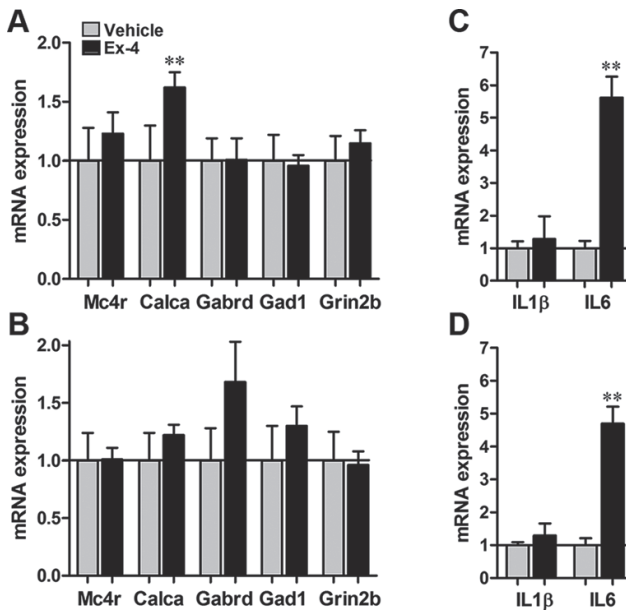 A
Vehicle
Ex-4
mRNA expression
2.0
1.5
1.0
0.5
0.0
**
Mc4r Calca Gabrd Gad1 Grin2b
C
mRNA expression
7
6
5
4
3
2
1
0
**
IL1β IL6
B
mRNA expression
2.0
1.5
1.0
0.5
0.0
Mc4r Calca Gabrd Gad1 Grin2b
D
mRNA expression
7
6
5
4
3
2
1
0
**
IL1β IL6